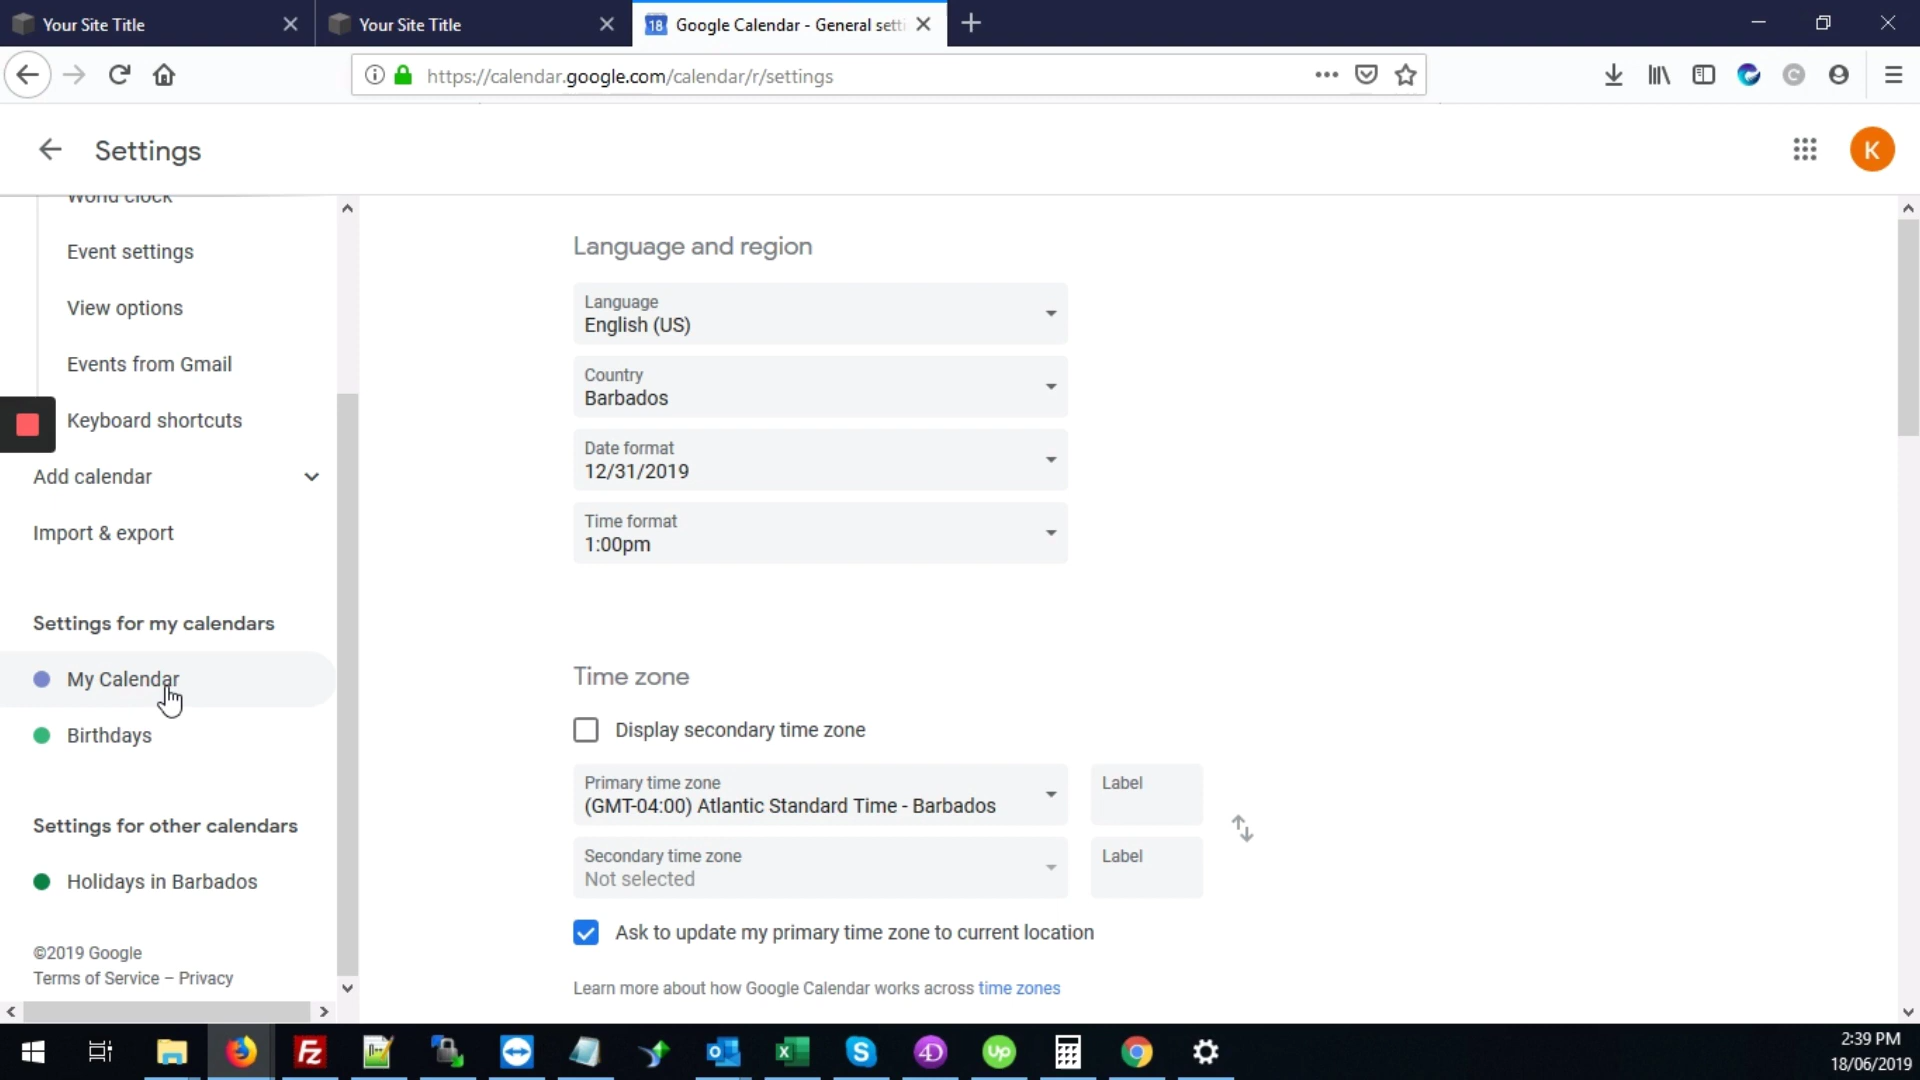 Your Site Title
Your Site Title
18
Google Calendar - General setti
https://calendar.google.com/calendar/r/settings
Settings
K
World clock
Event settings
View options
Events from Gmail
Keyboard shortcuts
Add calendar
Import & export
Settings for my calendars
My Calendar
Birthdays
Settings for other calendars
Holidays in Barbados
©2019 Google
Terms of Service – Privacy
Language and region
Language
English (US)
Country
Barbados
Date format
12/31/2019
Time format
1:00pm
Time zone
Display secondary time zone
Primary time zone
(GMT-04:00) Atlantic Standard Time - Barbados
Label
Secondary time zone
Not selected
Label
Ask to update my primary time zone to current location
Learn more about how Google Calendar works across time zones
2:39 PM
18/06/2019